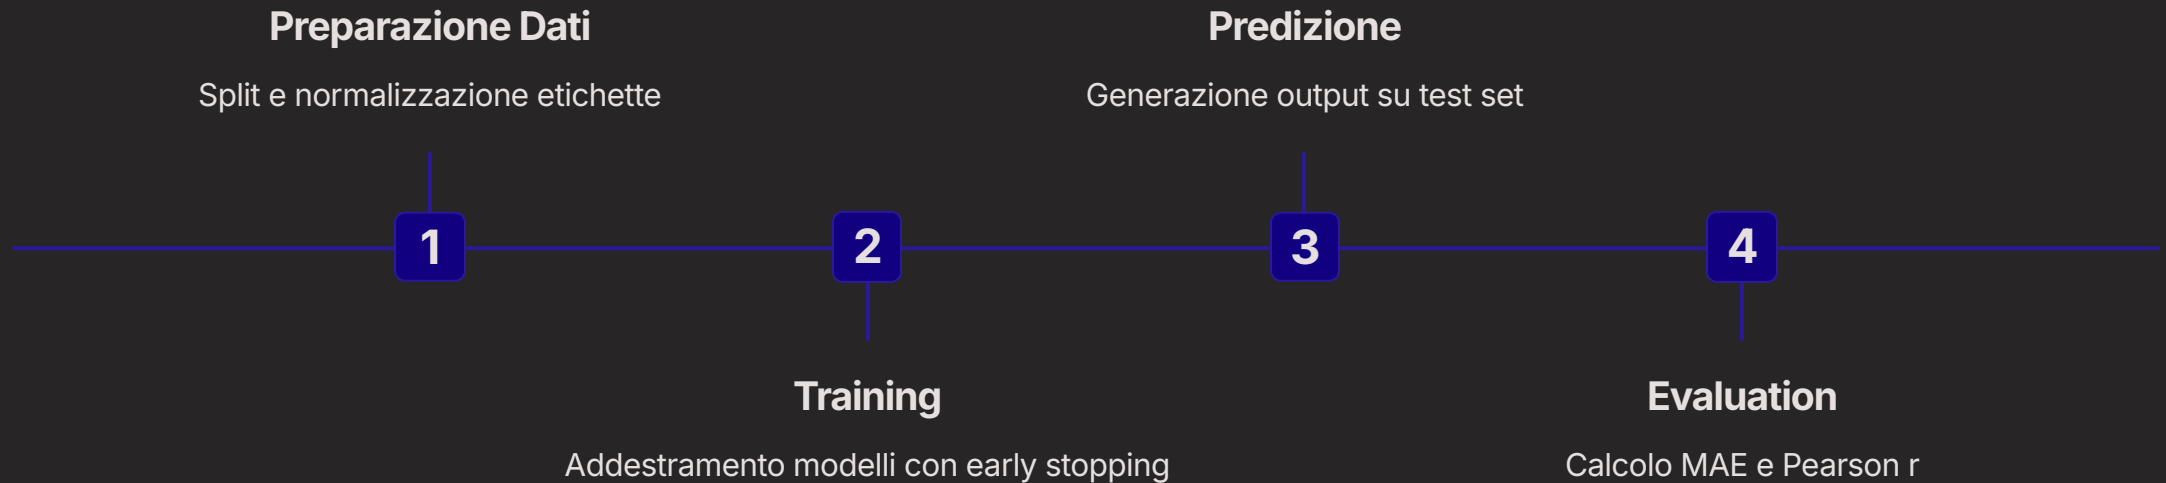 Preparazione Dati
Split e normalizzazione etichette
Predizione
Generazione output su test set
1
2
3
4
Training
Addestramento modelli con early stopping
Evaluation
Calcolo MAE e Pearson r